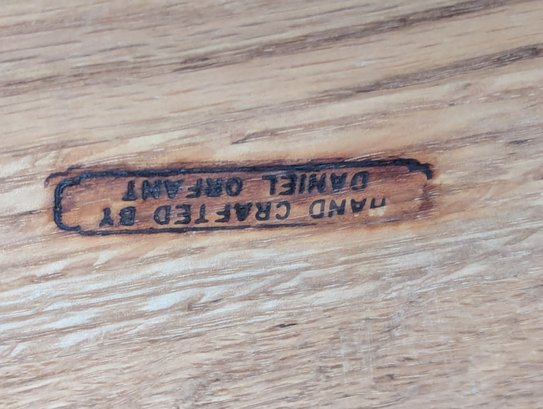 HAND CRAFTED BY
DANIEL ORFANT